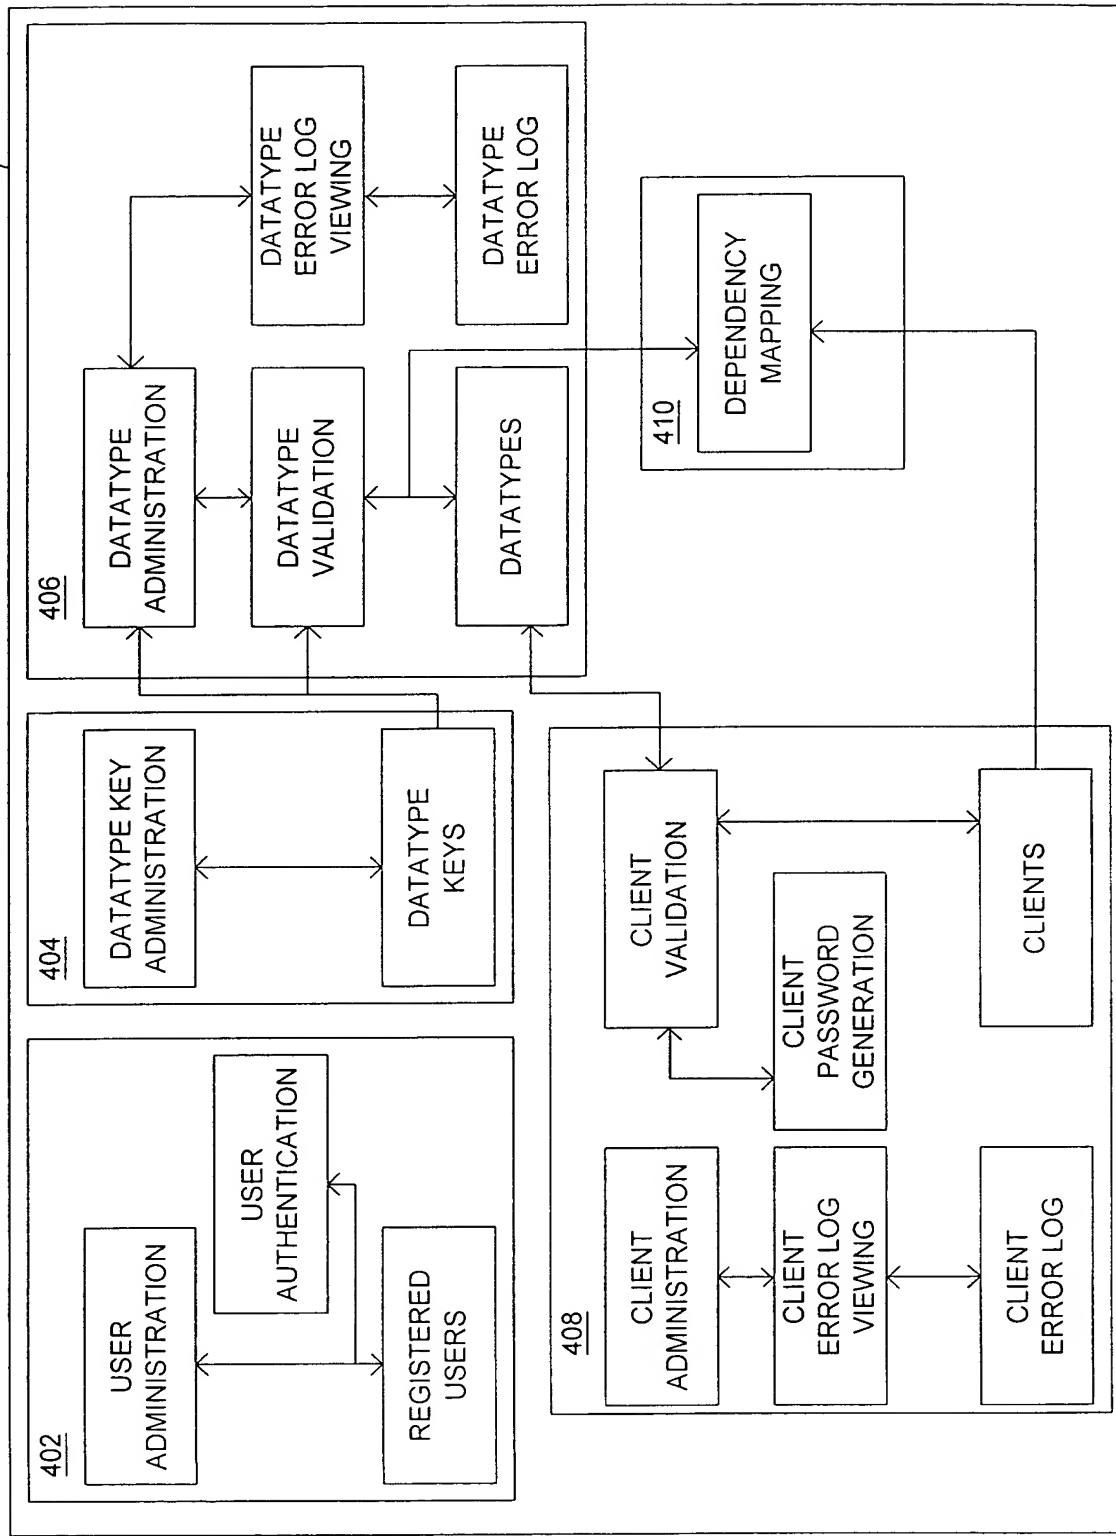 402
USER
ADMINISTRATION
USER
AUTHENTICATION
REGISTERED
USERS
404
DATATYPE KEY
ADMINISTRATION
DATATYPE
KEYS
406
DATATYPE
ADMINISTRATION
DATATYPE
VALIDATION
DATATYPES
DATATYPE
ERROR LOG
VIEWING
DATATYPE
ERROR LOG
408
CLIENT
ADMINISTRATION
CLIENT
ERROR LOG
VIEWING
CLIENT
ERROR LOG
CLIENT
VALIDATION
CLIENT
PASSWORD
GENERATION
CLIENTS
410
DEPENDENCY
MAPPING